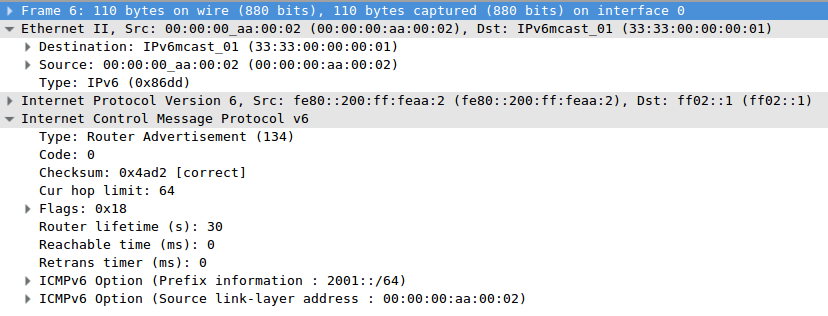 Frame 6: 110 bytes on wire (880 bits), 110 bytes captured (880 bits) on interface 0
Ethernet II, Src: 00:00:00_aa:00:02 (00:00:00:aa:00:02), Dst: IPv6mcast_01 (33:33:00:00:00:01)
Destination: IPv6mcast_01 (33:33:00:00:00:01)
Source: 00:00:00_aa:00:02 (00:00:00:aa:00:02)
Type: IPv6 (0x86dd)
Internet Protocol Version 6, Src: fe80::200:ff:feaa:2 (fe80::200:ff:feaa:2), Dst: ff02::1 (ff02::1)
Internet Control Message Protocol v6
Type: Router Advertisement (134)
Code: 0
Checksum: 0x4ad2 [correct]
Cur hop limit: 64
Flags: 0x18
Router lifetime (s): 30
Reachable time (ms): 0
Retrans timer (ms): 0
ICMPv6 Option (Prefix information : 2001::/64)
ICMPv6 Option (Source link-layer address : 00:00:00:aa:00:02)